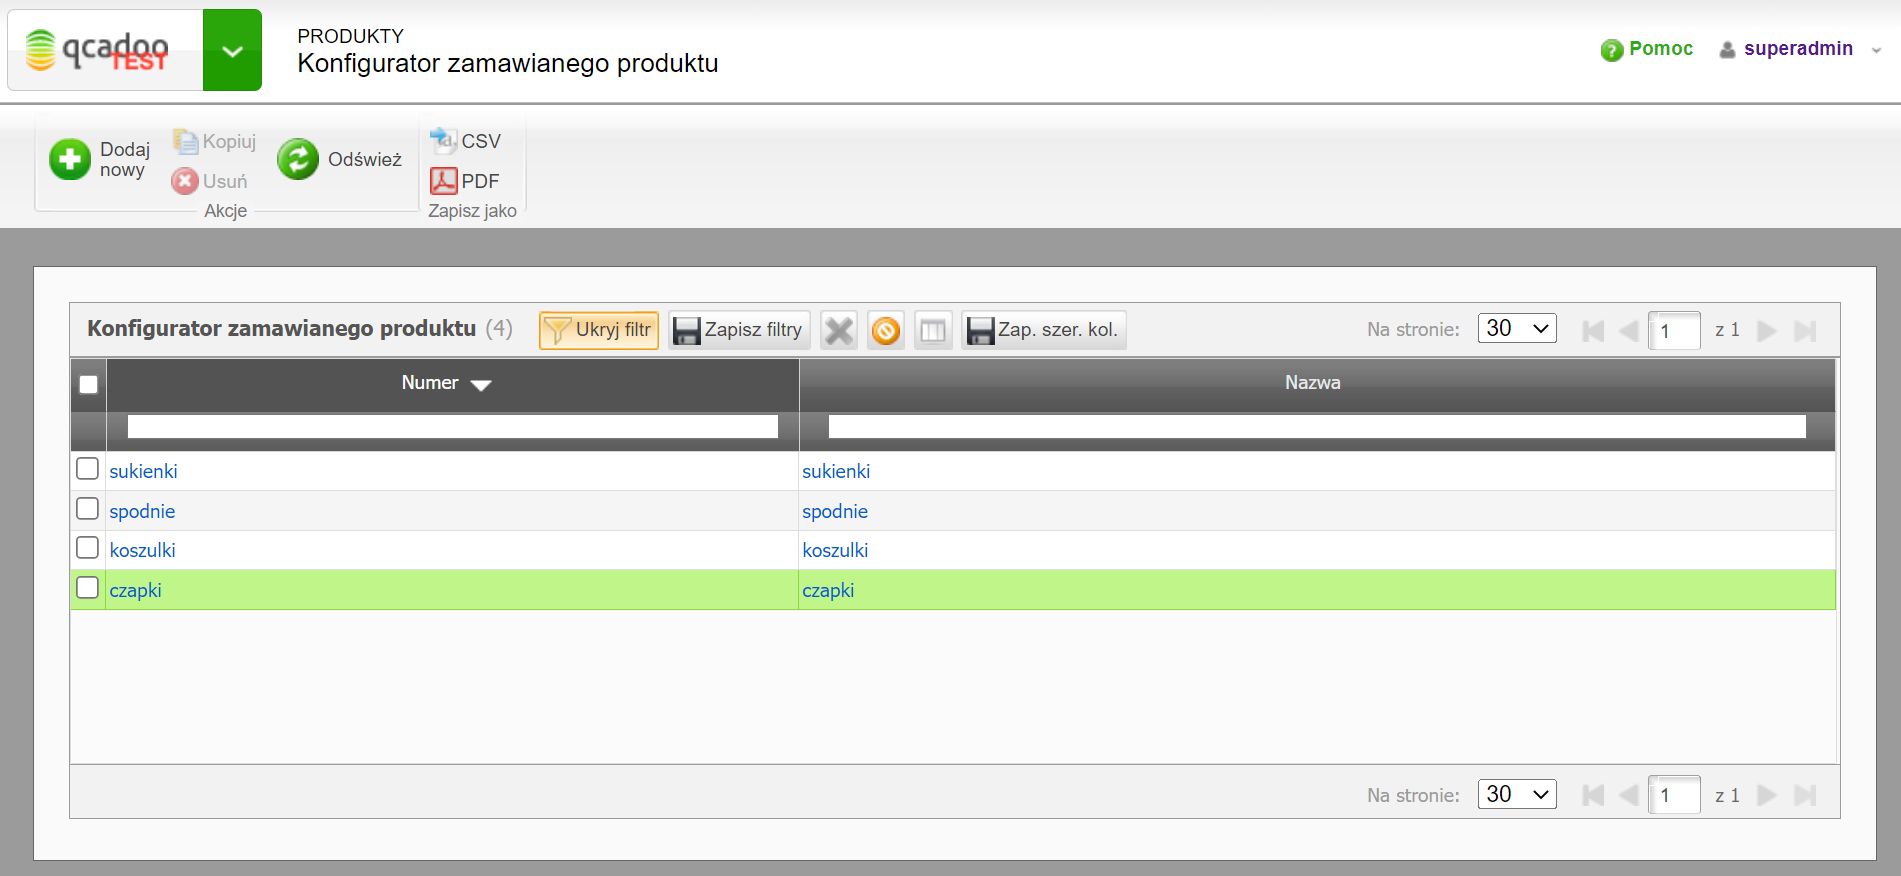 qcadoo
TEST
PRODUKTY
Konfigurator zamawianego produktu
Pomoc
superadmin
Dodaj
nowy
Kopiuj
Usuń
Odśwież
Akcje
CSV
PDF
Zapisz jako
Konfigurator zamawianego produktu (4)
Ukryj filtr
Zapisz filtry
Zap. szer. kol.
Na stronie: 30 1 z 1
Numer Nazwa
sukienki sukienki
spodnie spodnie
koszulki koszulki
czapki czapki
Na stronie: 30 1 z 1